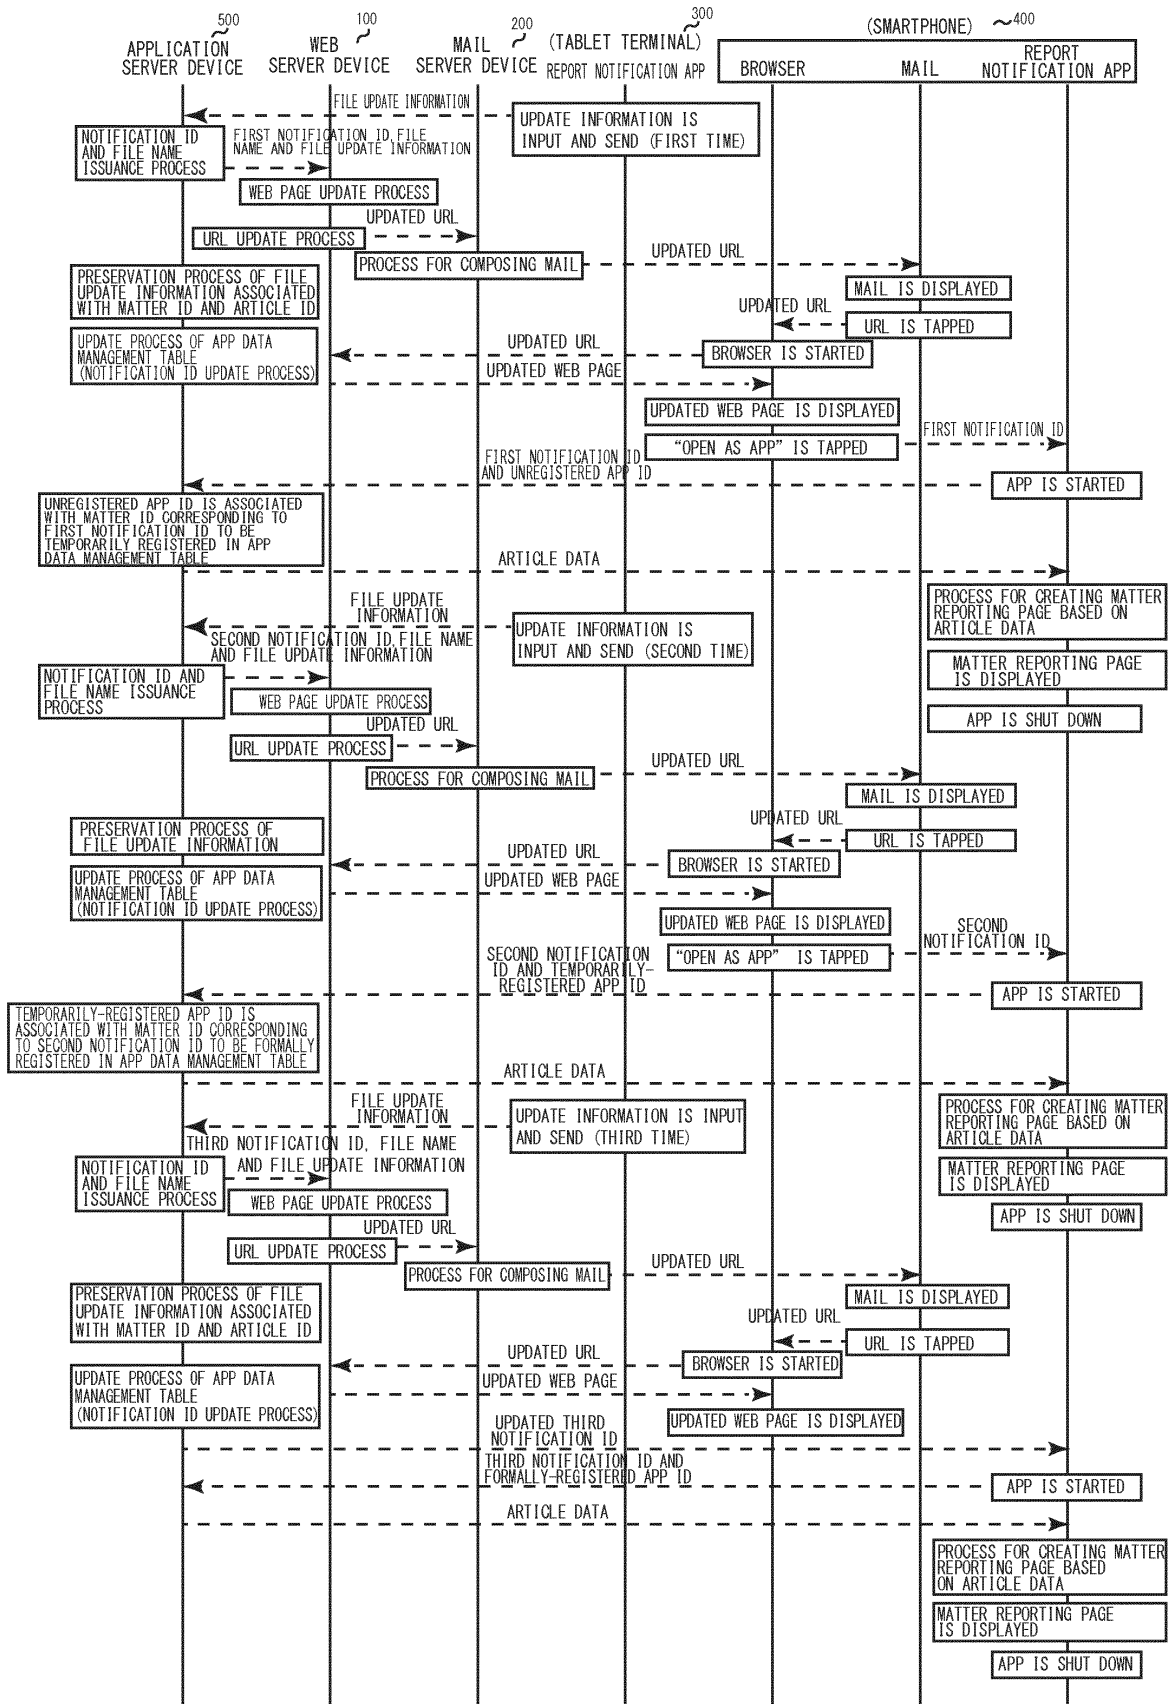 500
100
200
300
400
(SMARTPHONE)
APPLICATION
SERVER DEVICE
WEB
SERVER DEVICE
MAIL
SERVER DEVICE
(TABLET TERMINAL)
REPORT NOTIFICATION APP
BROWSER
MAIL
REPORT
NOTIFICATION APP
FILE UPDATE INFORMATION
UPDATE INFORMATION IS
INPUT AND SEND (FIRST TIME)
NOTIFICATION ID
AND FILE NAME
ISSUANCE PROCESS
FIRST NOTIFICATION ID, FILE
NAME AND FILE UPDATE INFORMATION
WEB PAGE UPDATE PROCESS
UPDATED URL
URL UPDATE PROCESS
PROCESS FOR COMPOSING MAIL
UPDATED URL
PRESERVATION PROCESS OF FILE
UPDATE INFORMATION ASSOCIATED
WITH MATTER ID AND ARTICLE ID
MAIL IS DISPLAYED
UPDATED URL
URL IS TAPPED
UPDATE PROCESS OF APP DATA
MANAGEMENT TABLE
(NOTIFICATION ID UPDATE PROCESS)
UPDATED URL
BROWSER IS STARTED
UPDATED WEB PAGE
UPDATED WEB PAGE IS DISPLAYED
"OPEN AS APP" IS TAPPED
FIRST NOTIFICATION ID
FIRST NOTIFICATION ID
AND UNREGISTERED APP ID
APP IS STARTED
UNREGISTERED APP ID IS ASSOCIATED
WITH MATTER ID CORRESPONDING TO
FIRST NOTIFICATION ID TO BE
TEMPORARILY REGISTERED IN APP
DATA MANAGEMENT TABLE
ARTICLE DATA
PROCESS FOR CREATING MATTER
REPORTING PAGE BASED ON
ARTICLE DATA
FILE UPDATE
INFORMATION
UPDATE INFORMATION IS
INPUT AND SEND (SECOND TIME)
SECOND NOTIFICATION ID, FILE NAME
AND FILE UPDATE INFORMATION
MATTER REPORTING PAGE
IS DISPLAYED
NOTIFICATION ID AND
FILE NAME ISSUANCE
PROCESS
WEB PAGE UPDATE PROCESS
APP IS SHUT DOWN
UPDATED URL
URL UPDATE PROCESS
PROCESS FOR COMPOSING MAIL
UPDATED URL
MAIL IS DISPLAYED
PRESERVATION PROCESS OF
FILE UPDATE INFORMATION
UPDATED URL
URL IS TAPPED
UPDATED URL
BROWSER IS STARTED
UPDATE PROCESS OF APP DATA
MANAGEMENT TABLE
(NOTIFICATION ID UPDATE PROCESS)
UPDATED WEB PAGE
UPDATED WEB PAGE IS DISPLAYED
SECOND
NOTIFICATION ID
"OPEN AS APP" IS TAPPED
SECOND NOTIFICATION
ID AND TEMPORARILY-
REGISTERED APP ID
APP IS STARTED
TEMPORARILY-REGISTERED APP ID IS
ASSOCIATED WITH MATTER ID CORRESPONDING
TO SECOND NOTIFICATION ID TO BE FORMALLY
REGISTERED IN APP DATA MANAGEMENT TABLE
ARTICLE DATA
FILE UPDATE
INFORMATION
UPDATE INFORMATION IS INPUT
AND SEND (THIRD TIME)
PROCESS FOR CREATING MATTER
REPORTING PAGE BASED ON
ARTICLE DATA
THIRD NOTIFICATION ID, FILE NAME
AND FILE UPDATE INFORMATION
NOTIFICATION ID
AND FILE NAME
ISSUANCE PROCESS
MATTER REPORTING PAGE
IS DISPLAYED
WEB PAGE UPDATE PROCESS
APP IS SHUT DOWN
UPDATED URL
URL UPDATE PROCESS
PROCESS FOR COMPOSING MAIL
UPDATED URL
PRESERVATION PROCESS OF FILE
UPDATE INFORMATION ASSOCIATED
WITH MATTER ID AND ARTICLE ID
MAIL IS DISPLAYED
UPDATED URL
URL IS TAPPED
UPDATED URL
BROWSER IS STARTED
UPDATE PROCESS OF APP DATA
MANAGEMENT TABLE
(NOTIFICATION ID UPDATE PROCESS)
UPDATED WEB PAGE
UPDATED WEB PAGE IS DISPLAYED
UPDATED THIRD
NOTIFICATION ID
THIRD NOTIFICATION ID AND
FORMALLY-REGISTERED APP ID
APP IS STARTED
ARTICLE DATA
PROCESS FOR CREATING MATTER
REPORTING PAGE BASED
ON ARTICLE DATA
MATTER REPORTING PAGE
IS DISPLAYED
APP IS SHUT DOWN